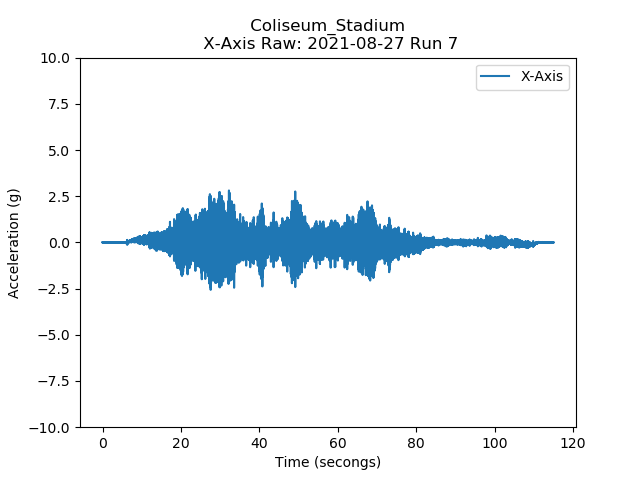 Coliseum_Stadium
X-Axis Raw: 2021-08-27 Run 7
X-Axis
10.0
7.5
5.0
2.5
0.0
−2.5
−5.0
−7.5
−10.0
Acceleration (g)
0 20 40 60 80 100 120
Time (secongs)